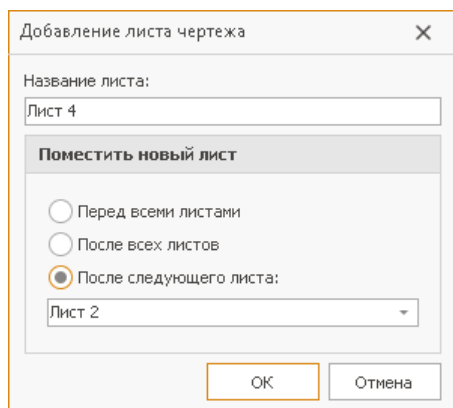 Добавление листа чертежа
Название листа:
Лист 4
Поместить новый лист
Перед всеми листами
После всех листов
После следующего листа:
Лист 2
ОК
Отмена